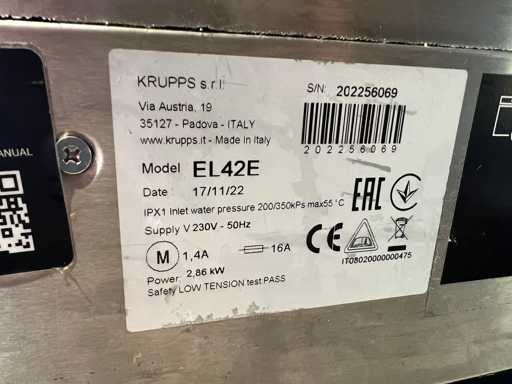 KRUPPS s.r.l.
Via Austria, 19
35127 - Padova - ITALY
www.krupps.it - Made in Italy
S/N: 202256069
202256069
Model EL42E
Date 17/11/22
IPX1 Inlet water pressure 200/350kPs max55 °C
Supply V 230V - 50Hz
M 1,4A 16A
Power: 2,86 kW
Safety LOW TENSION test PASS
EAC
CE
IT08020000000475
ANUAL